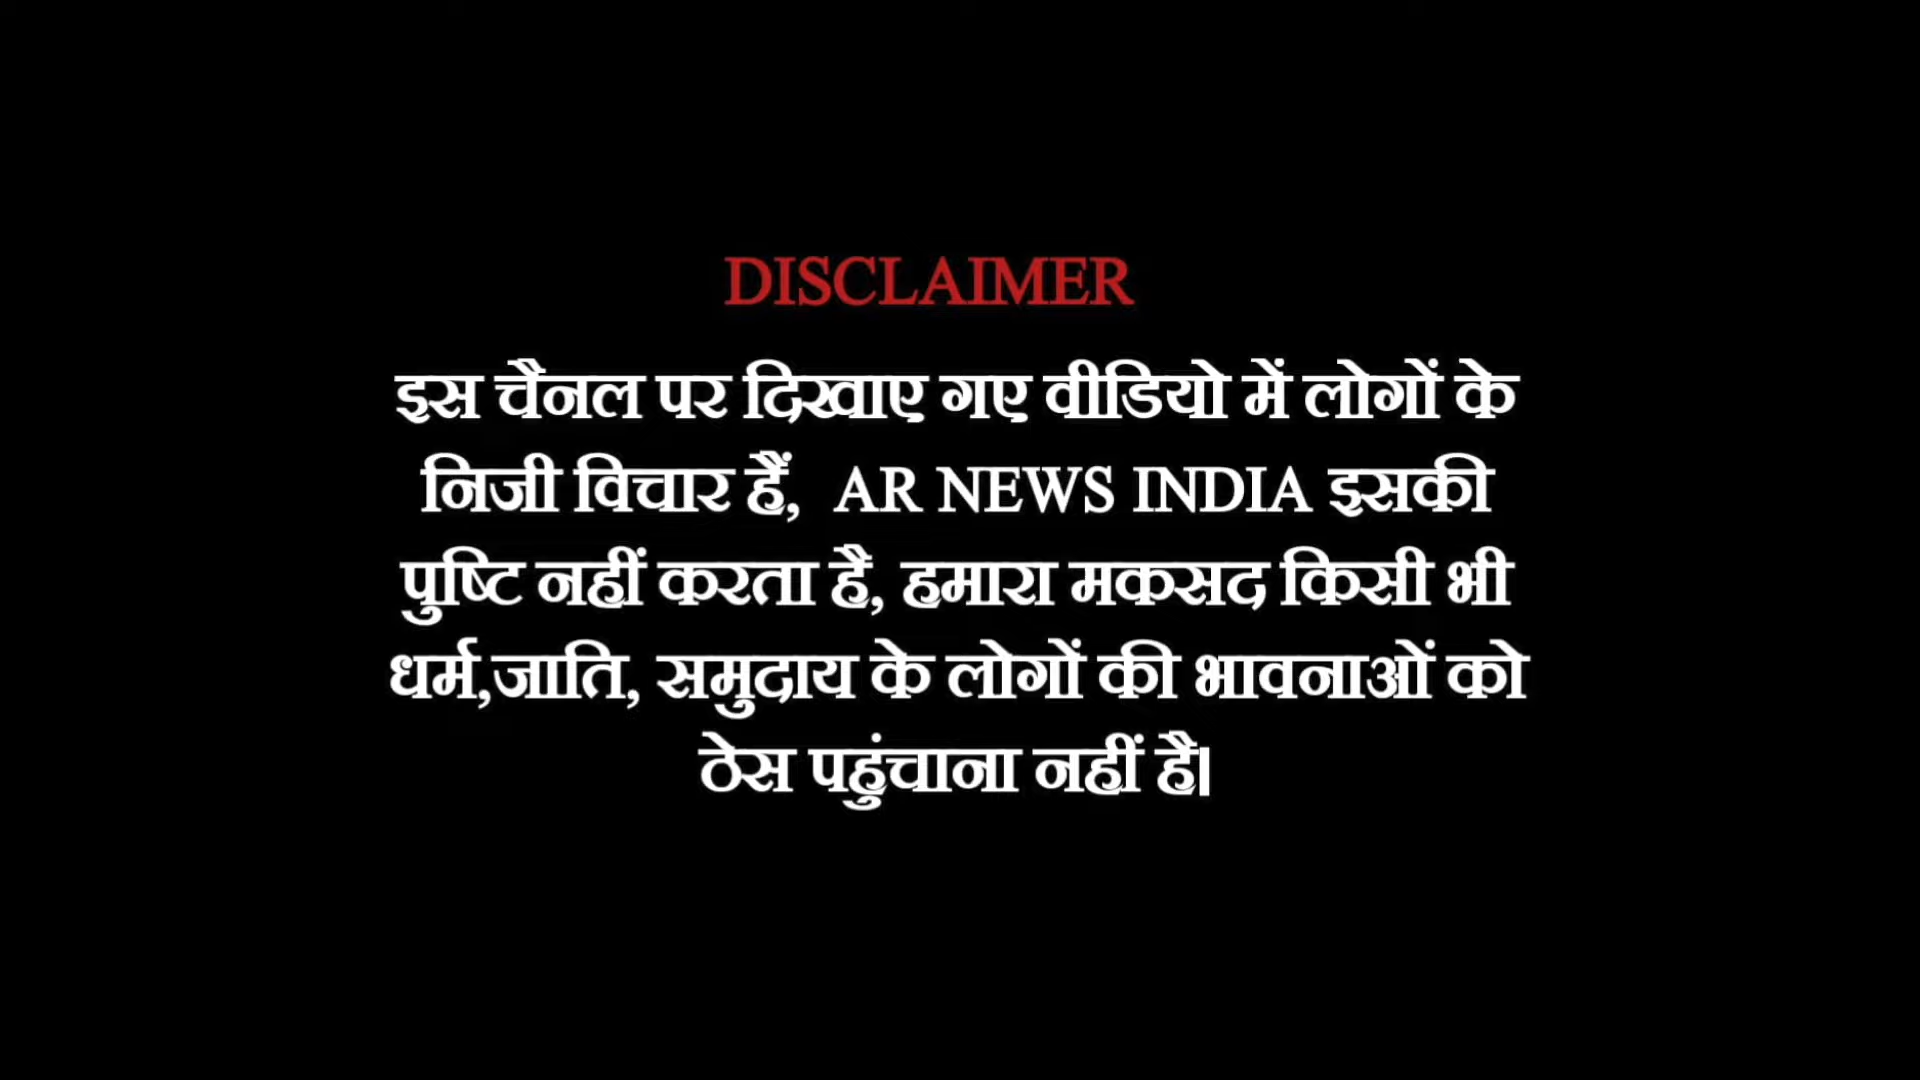 DISCLAIMER
इस चैनल पर दिखाए गए वीडियो में लोगों के
निजी विचार हैं, AR NEWS INDIA इसकी
पुष्टि नहीं करता है, हमारा मकसद किसी भी
धर्म,जाति, समुदाय के लोगों की भावनाओं को
ठेस पहुंचाना नहीं है।